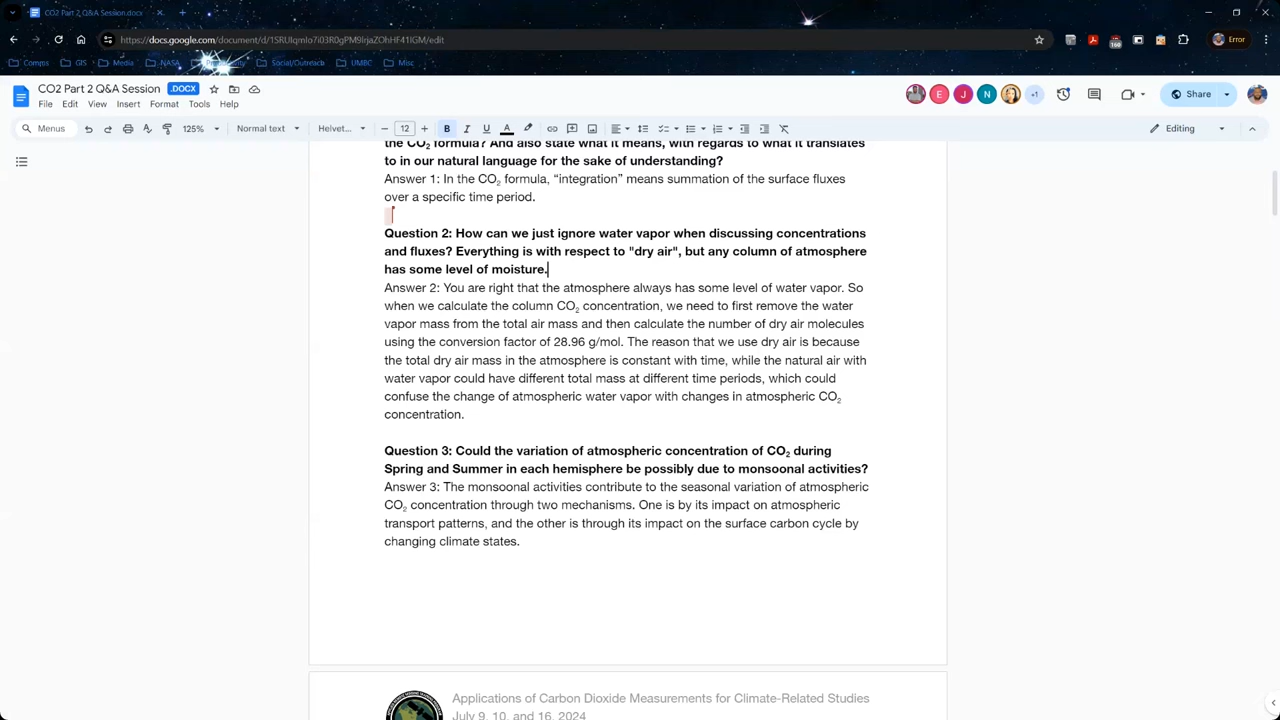 CO2 Part 2 Q&A Session.docx
https://docs.google.com/document/d/
Error
Comps GIS Media NASA Social/Outreach UMBC Misc
CO2 Part 2 Q&A Session .DOCX
E J N +1 Share
File Edit View Insert Format Tools Help
Menus 125% Normal text Helvet... 12 B I U A Editing
the CO₂ formula? And also state what it means, with regards to what it translates
to in our natural language for the sake of understanding?
Answer 1: In the CO₂ formula, “integration” means summation of the surface fluxes
over a specific time period.
Question 2: How can we just ignore water vapor when discussing concentrations
and fluxes? Everything is with respect to "dry air", but any column of atmosphere
has some level of moisture.
Answer 2: You are right that the atmosphere always has some level of water vapor. So
when we calculate the column CO₂ concentration, we need to first remove the water
vapor mass from the total air mass and then calculate the number of dry air molecules
using the conversion factor of 28.96 g/mol. The reason that we use dry air is because
the total dry air mass in the atmosphere is constant with time, while the natural air with
water vapor could have different total mass at different time periods, which could
confuse the change of atmospheric water vapor with changes in atmospheric CO₂
concentration.
Question 3: Could the variation of atmospheric concentration of CO₂ during
Spring and Summer in each hemisphere be possibly due to monsoonal activities?
Answer 3: The monsoonal activities contribute to the seasonal variation of atmospheric
CO₂ concentration through two mechanisms. One is by its impact on atmospheric
transport patterns, and the other is through its impact on the surface carbon cycle by
changing climate states.
Applications of Carbon Dioxide Measurements for Climate-Related Studies
July 9, 10, and 16, 2024